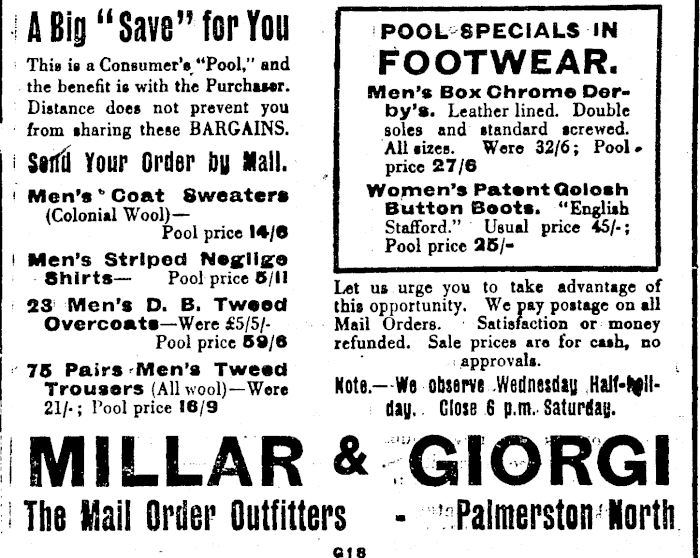 A Big "Save" for You
This is a Consumer's "Pool," and
the benefit is with the Purchaser.
Distance does not prevent you
from sharing these BARGAINS.
Send Your Order by Mail.
Men's Coat Sweaters
(Colonial Wool)—
Pool price 14/6
Men's Striped Neglige
Shirts— Pool price 5/11
23 Men's D. B. Tweed
Overcoats—Were £5/5/-
Pool price 59/6
75 Pairs Men's Tweed
Trousers (All wool)—Were
21/-; Pool price 16/9
POOL SPECIALS IN
FOOTWEAR.
Men's Box Chrome Der-
by's. Leather lined. Double
soles and standard screwed.
All sizes. Were 32/6; Pool
price 27/6
Women's Patent Golosh
Button Boots. "English
Stafford." Usual price 45/-;
Pool price 25/-
Let us urge you to take advantage of
this opportunity. We pay postage on all
Mail Orders. Satisfaction or money
refunded. Sale prices are for cash, no
approvals.
Note.—We observe Wednesday Half-holi-
day. Close 6 p.m. Saturday.
MILLAR & GIORGI
The Mail Order Outfitters - Palmerston North
G18